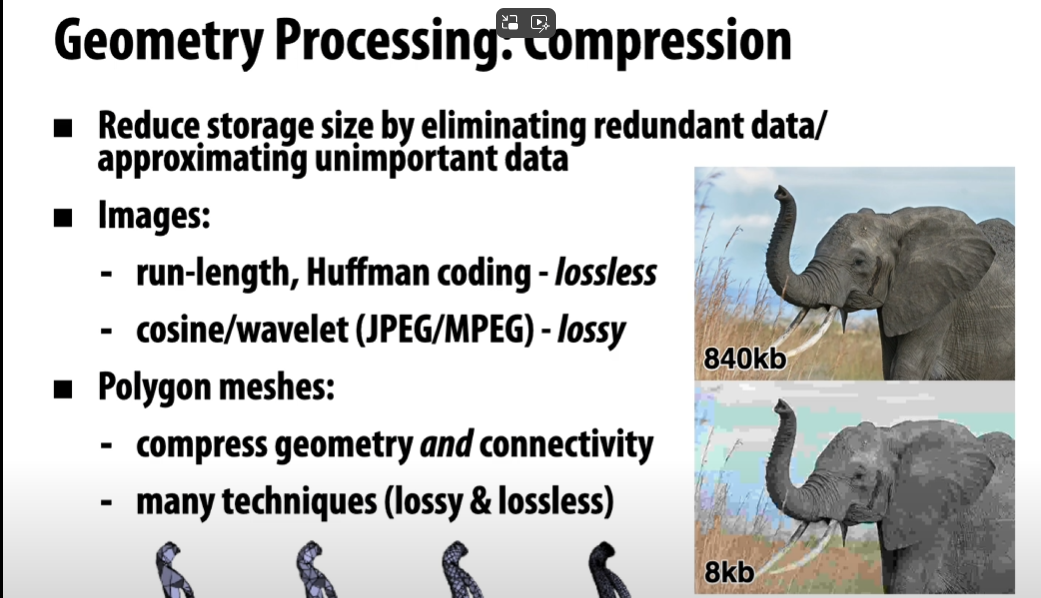 Geometry Processing: Compression
■ Reduce storage size by eliminating redundant data/
approximating unimportant data
■ Images:
- run-length, Huffman coding - lossless
- cosine/wavelet (JPEG/MPEG) - lossy
■ Polygon meshes:
- compress geometry and connectivity
- many techniques (lossy & lossless)
840kb
8kb